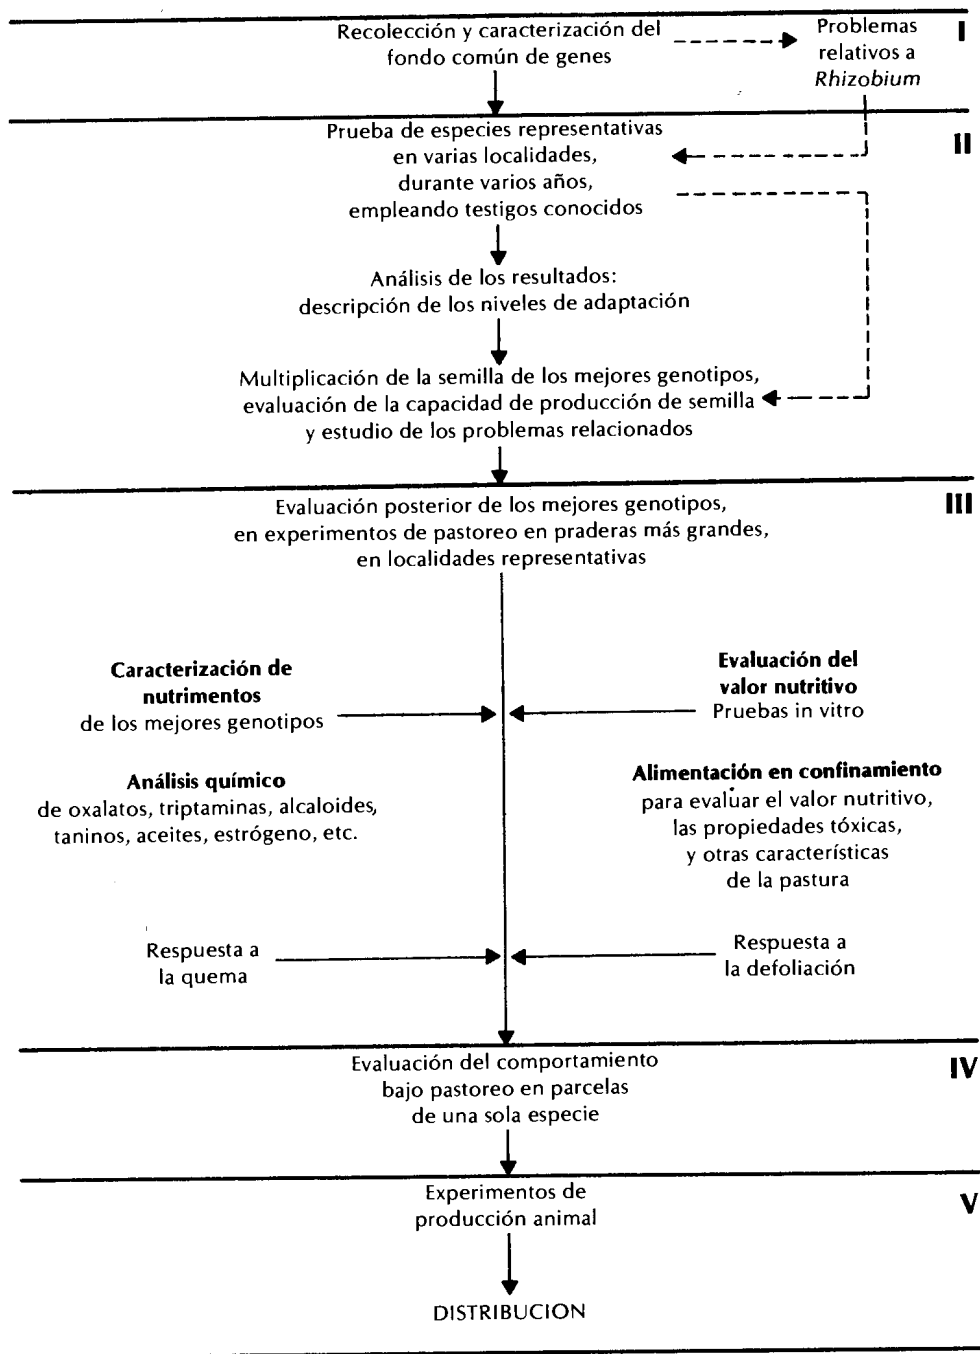 Recolección y caracterización del
fondo común de genes
Problemas
relativos a
Rhizobium
I
Prueba de especies representativas
en varias localidades,
durante varios años,
empleando testigos conocidos
II
Análisis de los resultados:
descripción de los niveles de adaptación
Multiplicación de la semilla de los mejores genotipos,
evaluación de la capacidad de producción de semilla
y estudio de los problemas relacionados
Evaluación posterior de los mejores genotipos,
en experimentos de pastoreo en praderas más grandes,
en localidades representativas
III
Caracterización de
nutrimentos
de los mejores genotipos
Evaluación del
valor nutritivo
Pruebas in vitro
Análisis químico
de oxalatos, triptaminas, alcaloides,
taninos, aceites, estrógeno, etc.
Alimentación en confinamiento
para evaluar el valor nutritivo,
las propiedades tóxicas,
y otras características
de la pastura
Respuesta a
la quema
Respuesta a
la defoliación
Evaluación del comportamiento
bajo pastoreo en parcelas
de una sola especie
IV
Experimentos de
producción animal
V
DISTRIBUCION